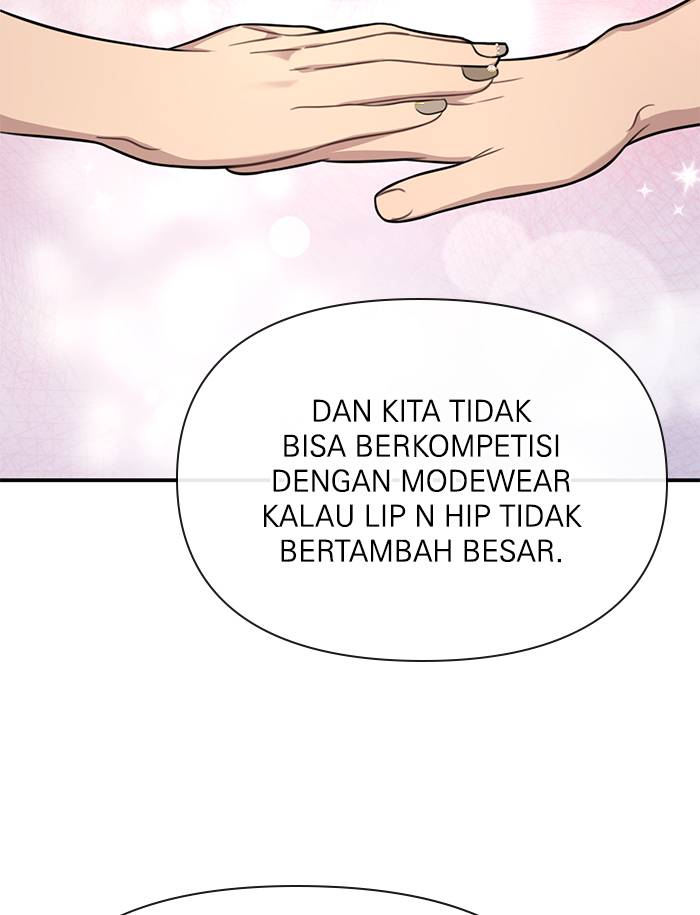 DAN KITA TIDAK
BISA BERKOMPETISI
DENGAN MODEWEAR
KALAU LIP N HIP TIDAK
BERTAMBAH BESAR.